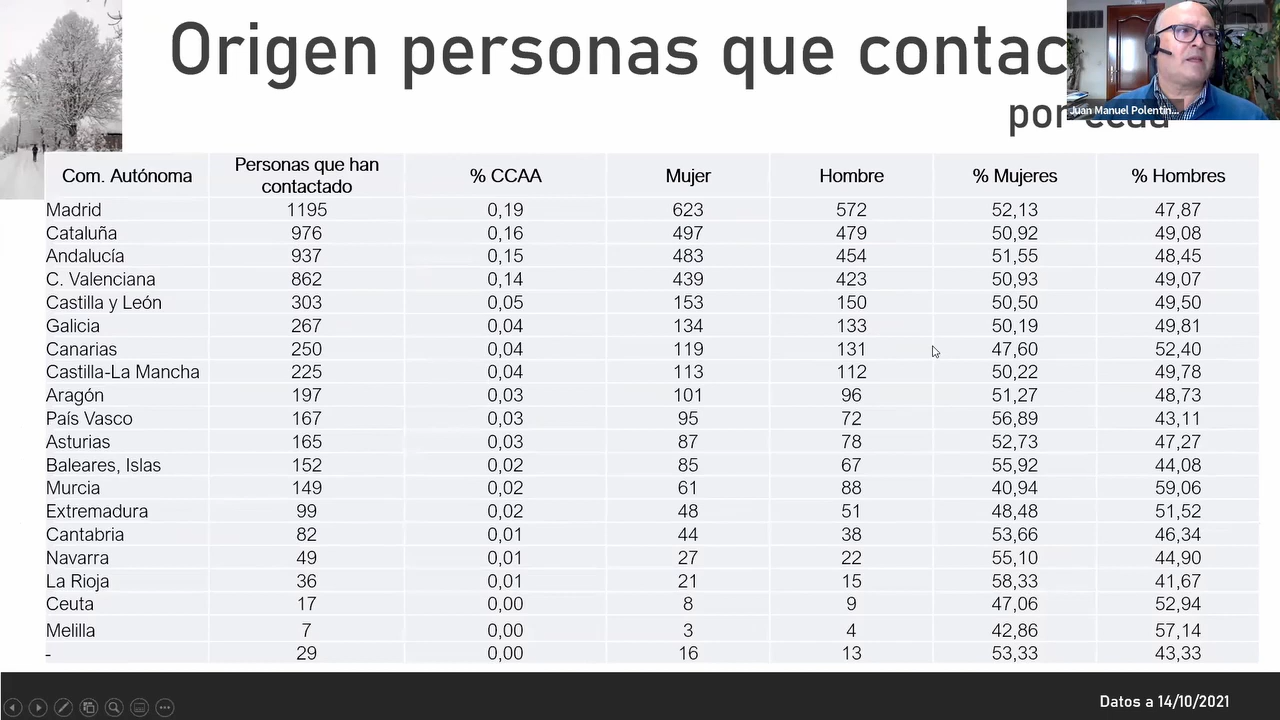 Origen personas que contac
por ccaa
Juan Manuel Polentin...
Com. Autónoma Personas que han contactado % CCAA Mujer Hombre % Mujeres % Hombres
Madrid 1195 0,19 623 572 52,13 47,87
Cataluña 976 0,16 497 479 50,92 49,08
Andalucía 937 0,15 483 454 51,55 48,45
C. Valenciana 862 0,14 439 423 50,93 49,07
Castilla y León 303 0,05 153 150 50,50 49,50
Galicia 267 0,04 134 133 50,19 49,81
Canarias 250 0,04 119 131 47,60 52,40
Castilla-La Mancha 225 0,04 113 112 50,22 49,78
Aragón 197 0,03 101 96 51,27 48,73
País Vasco 167 0,03 95 72 56,89 43,11
Asturias 165 0,03 87 78 52,73 47,27
Baleares, Islas 152 0,02 85 67 55,92 44,08
Murcia 149 0,02 61 88 40,94 59,06
Extremadura 99 0,02 48 51 48,48 51,52
Cantabria 82 0,01 44 38 53,66 46,34
Navarra 49 0,01 27 22 55,10 44,90
La Rioja 36 0,01 21 15 58,33 41,67
Ceuta 17 0,00 8 9 47,06 52,94
Melilla 7 0,00 3 4 42,86 57,14
- 29 0,00 16 13 53,33 43,33
Datos a 14/10/2021